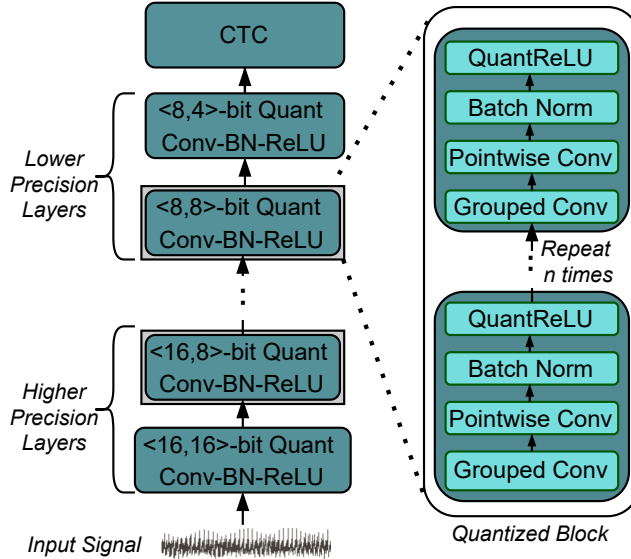 CTC
<8,4>-bit Quant
Conv-BN-ReLU
Lower
Precision
Layers
<8,8>-bit Quant
Conv-BN-ReLU
<16,8>-bit Quant
Conv-BN-ReLU
Higher
Precision
Layers
<16,16>-bit Quant
Conv-BN-ReLU
Input Signal
QuantReLU
Batch Norm
Pointwise Conv
Grouped Conv
Repeat
n times
QuantReLU
Batch Norm
Pointwise Conv
Grouped Conv
Quantized Block